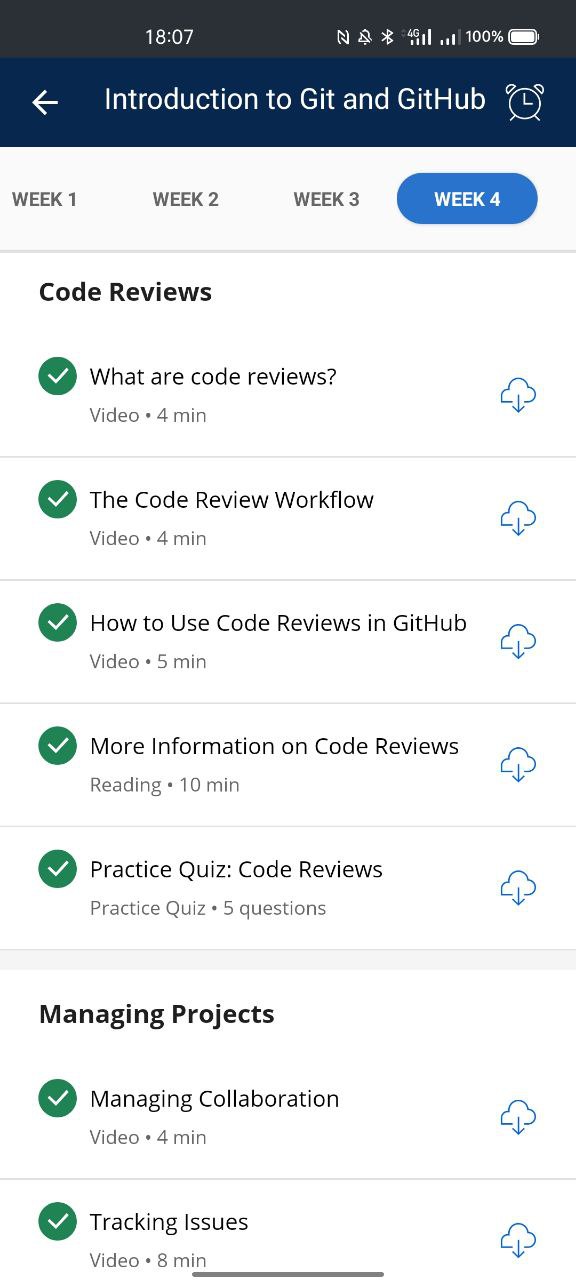 18:07
4G
100%
Introduction to Git and GitHub
WEEK 1 WEEK 2 WEEK 3 WEEK 4
Code Reviews
What are code reviews?
Video • 4 min
The Code Review Workflow
Video • 4 min
How to Use Code Reviews in GitHub
Video • 5 min
More Information on Code Reviews
Reading • 10 min
Practice Quiz: Code Reviews
Practice Quiz • 5 questions
Managing Projects
Managing Collaboration
Video • 4 min
Tracking Issues
Video • 8 min